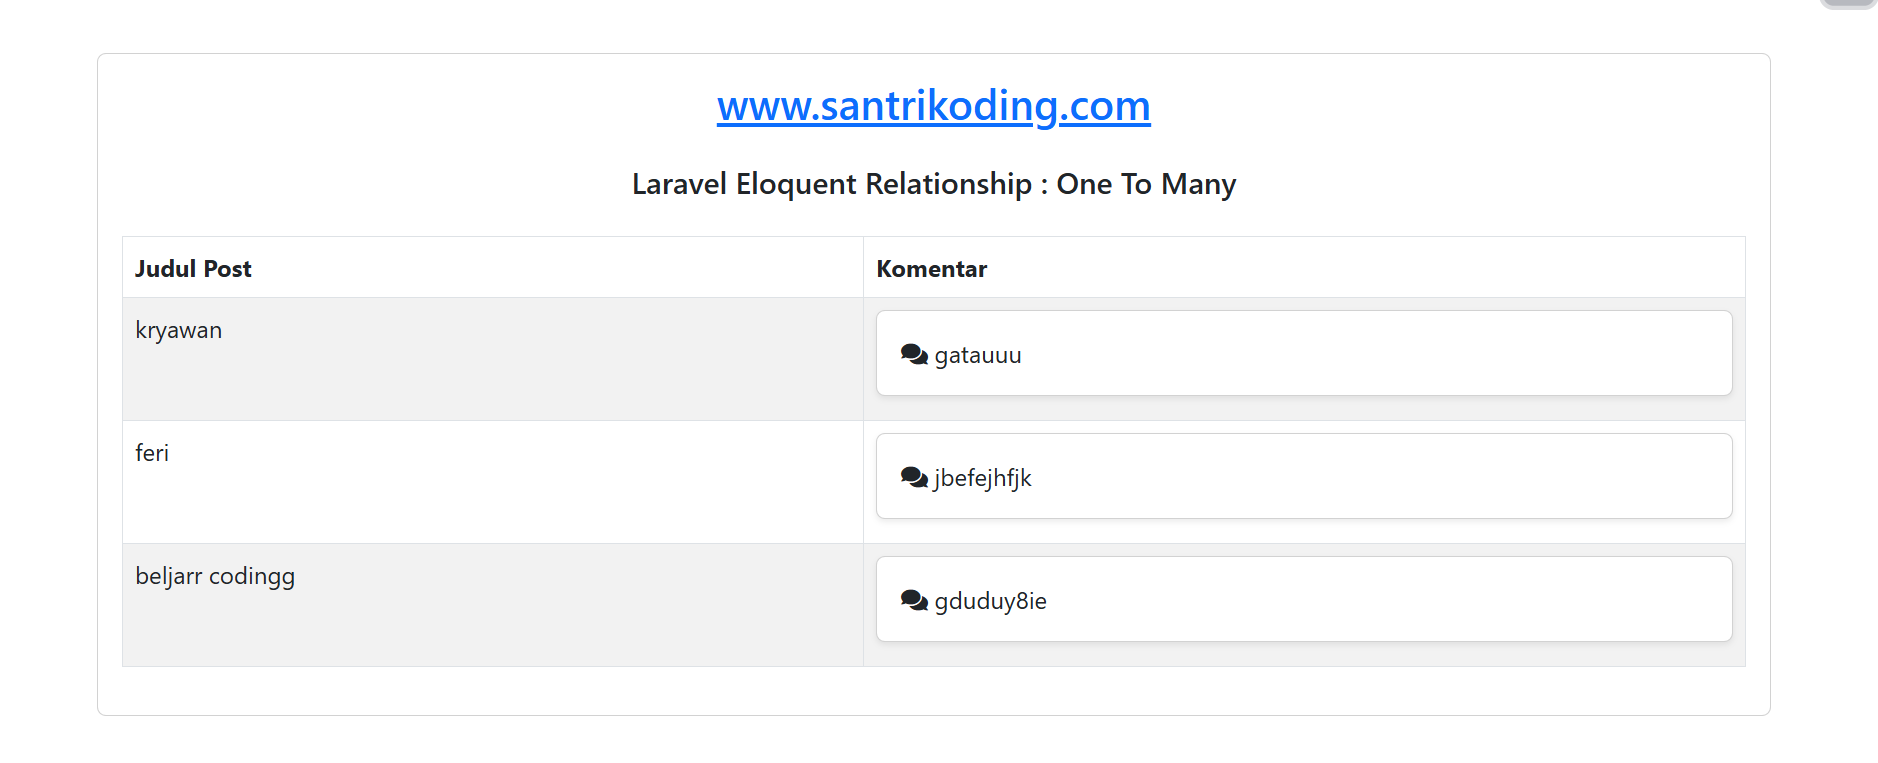 www.santrikoding.com
Laravel Eloquent Relationship : One To Many
Judul Post Komentar
kryawan gatauuu
feri jbefejhfjk
beljarr codingg gduduy8ie